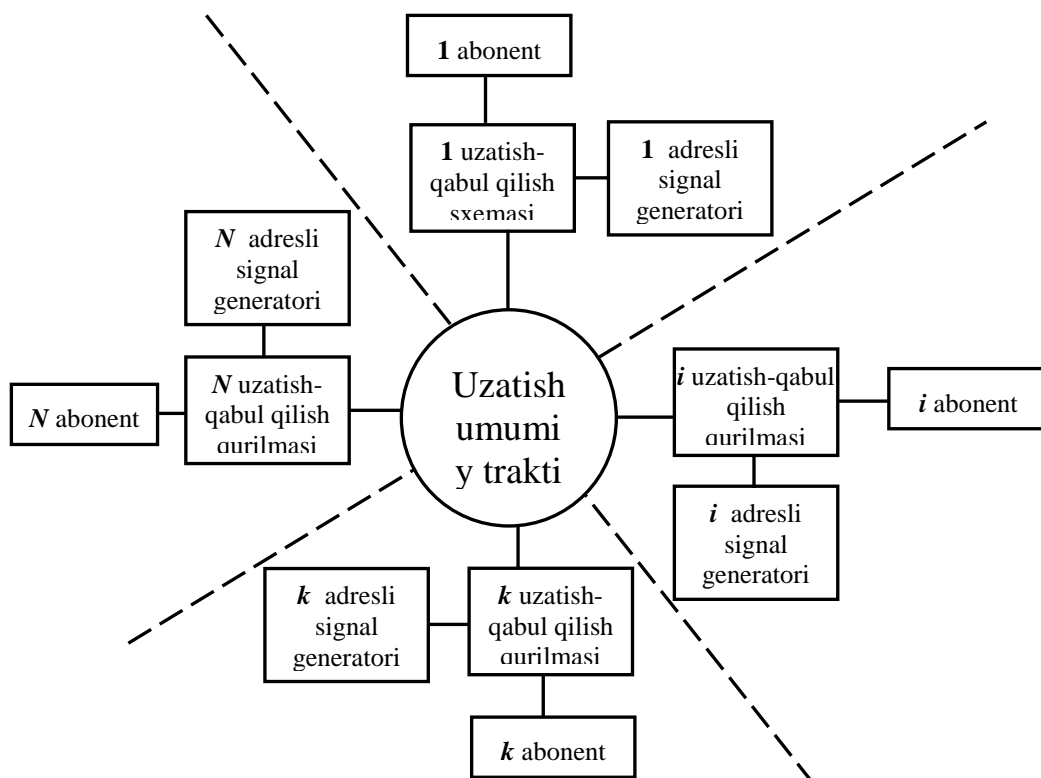 1 abonent
1 uzatish-
qabul qilish
sxemasi
1 adresli
signal
generatori
N adresli
signal
generatori
N uzatish-
qabul qilish
qurilmasi
N abonent
Uzatish
umumi
y trakti
i uzatish-qabul
qilish
qurilmasi
i abonent
i adresli
signal
generatori
k adresli
signal
generatori
k uzatish-
qabul qilish
qurilmasi
k abonent